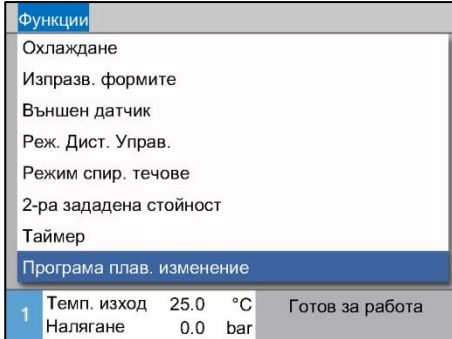 Функции
Охлаждане
Изпразв. формите
Външен датчик
Реж. Дист. Управ.
Режим спир. течове
2-ра зададена стойност
Таймер
Програма плав. изменение
1 Темп. изход 25.0 °C Готов за работа
Налягане 0.0 bar